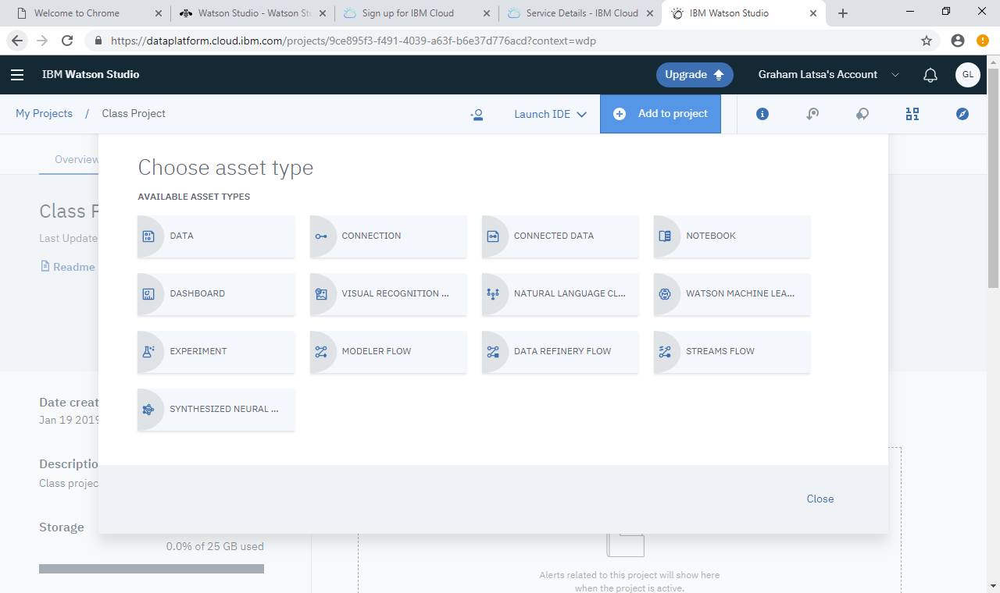 Welcome to Chrome
Watson Studio - Watson Stu
Sign up for IBM Cloud
Service Details - IBM Cloud
IBM Watson Studio
https://dataplatform.cloud.ibm.com/projects/9ce895f3-f491-4039-a63f-b6e37d776acd?context=wdp
IBM Watson Studio
Upgrade
Graham Latsa's Account
GL
My Projects / Class Project
Launch IDE
Add to project
Overview
Choose asset type
AVAILABLE ASSET TYPES
DATA
CONNECTION
CONNECTED DATA
NOTEBOOK
DASHBOARD
VISUAL RECOGNITION ...
NATURAL LANGUAGE CL...
WATSON MACHINE LEA...
EXPERIMENT
MODELER FLOW
DATA REFINERY FLOW
STREAMS FLOW
SYNTHESIZED NEURAL ...
Close
Class P
Last Update
Readme
Date creat
Jan 19 2019
Descriptio
Class projec
Storage
0.0% of 25 GB used
Alerts related to this project will show here
when the project is active.